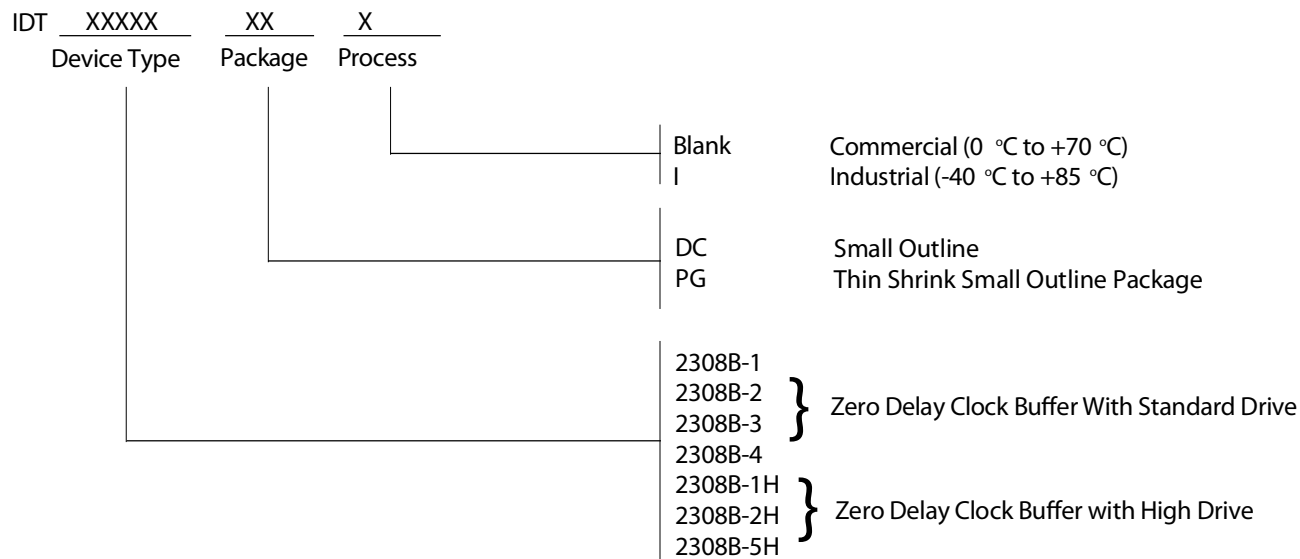 IDT XXXXX XX X
Device Type Package Process
Blank Commercial (0 °C to +70 °C)
I Industrial (-40 °C to +85 °C)
DC Small Outline
PG Thin Shrink Small Outline Package
2308B-1
2308B-2
2308B-3
2308B-4
} Zero Delay Clock Buffer With Standard Drive
2308B-1H
2308B-2H
2308B-5H
} Zero Delay Clock Buffer with High Drive